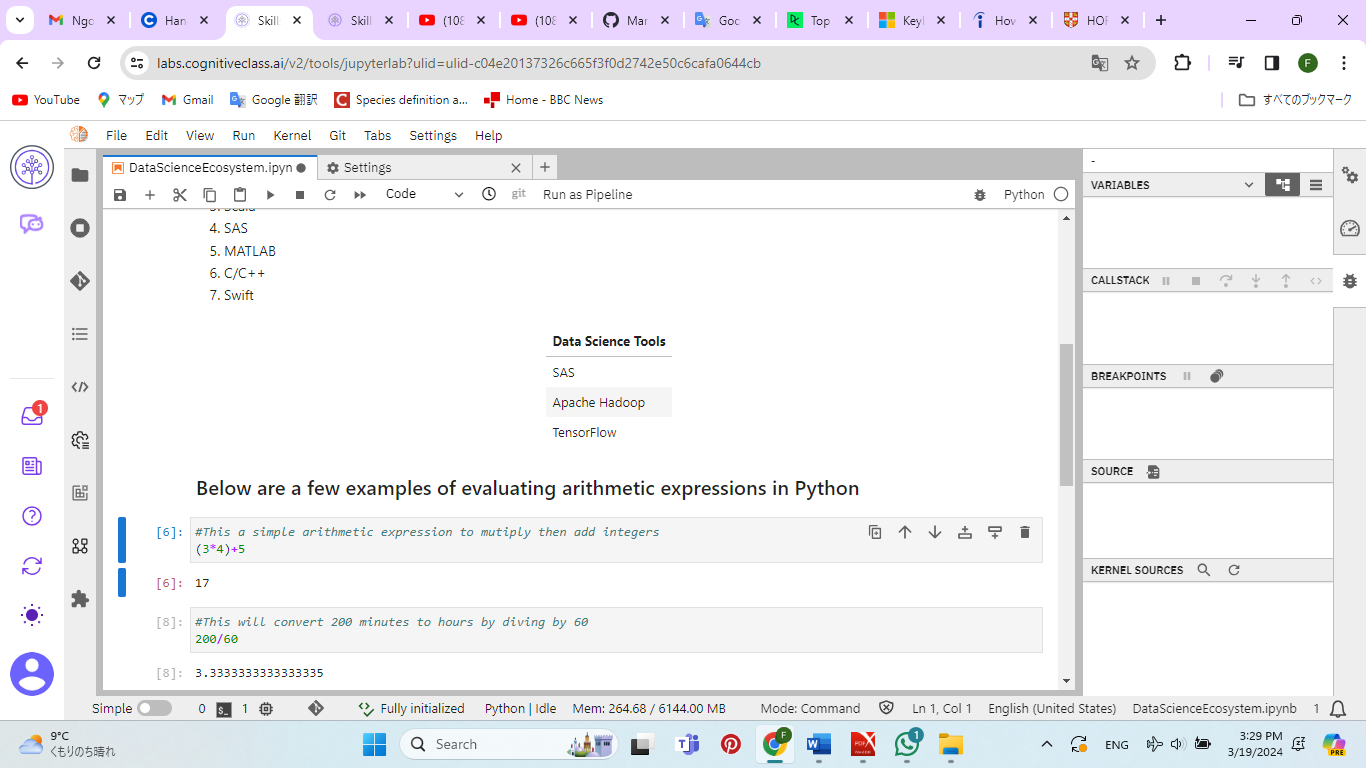 Ngo
Han
Skill
Skill
(108
(108
Mar
Goc
Top
Keyl
Hov
HOF
labs.cognitiveclass.ai/v2/tools/jupyterlab?ulid=ulid-c04e20137326c665f3f0d2742e50c6cafa0644cb
F
YouTube
マップ
Gmail
Google 翻訳
Species definition a...
Home - BBC News
すべてのブックマーク
File Edit View Run Kernel Git Tabs Settings Help
DataScienceEcosystem.ipyn
Settings
Code
git
Run as Pipeline
Python
4. SAS
5. MATLAB
6. C/C++
7. Swift
Data Science Tools
SAS
Apache Hadoop
TensorFlow
Below are a few examples of evaluating arithmetic expressions in Python
[6]: #This a simple arithmetic expression to mutiply then add integers
(3*4)+5
[6]: 17
[8]: #This will convert 200 minutes to hours by diving by 60
200/60
[8]: 3.3333333333333335
-
VARIABLES
CALLSTACK
BREAKPOINTS
SOURCE
KERNEL SOURCES
1
Simple 0 1 Fully initialized Python | Idle Mem: 264.68 / 6144.00 MB Mode: Command Ln 1, Col 1 English (United States) DataScienceEcosystem.ipynb 1
9°C
くもりのち晴れ
Search
F
1
ENG
3:29 PM
3/19/2024
PRE